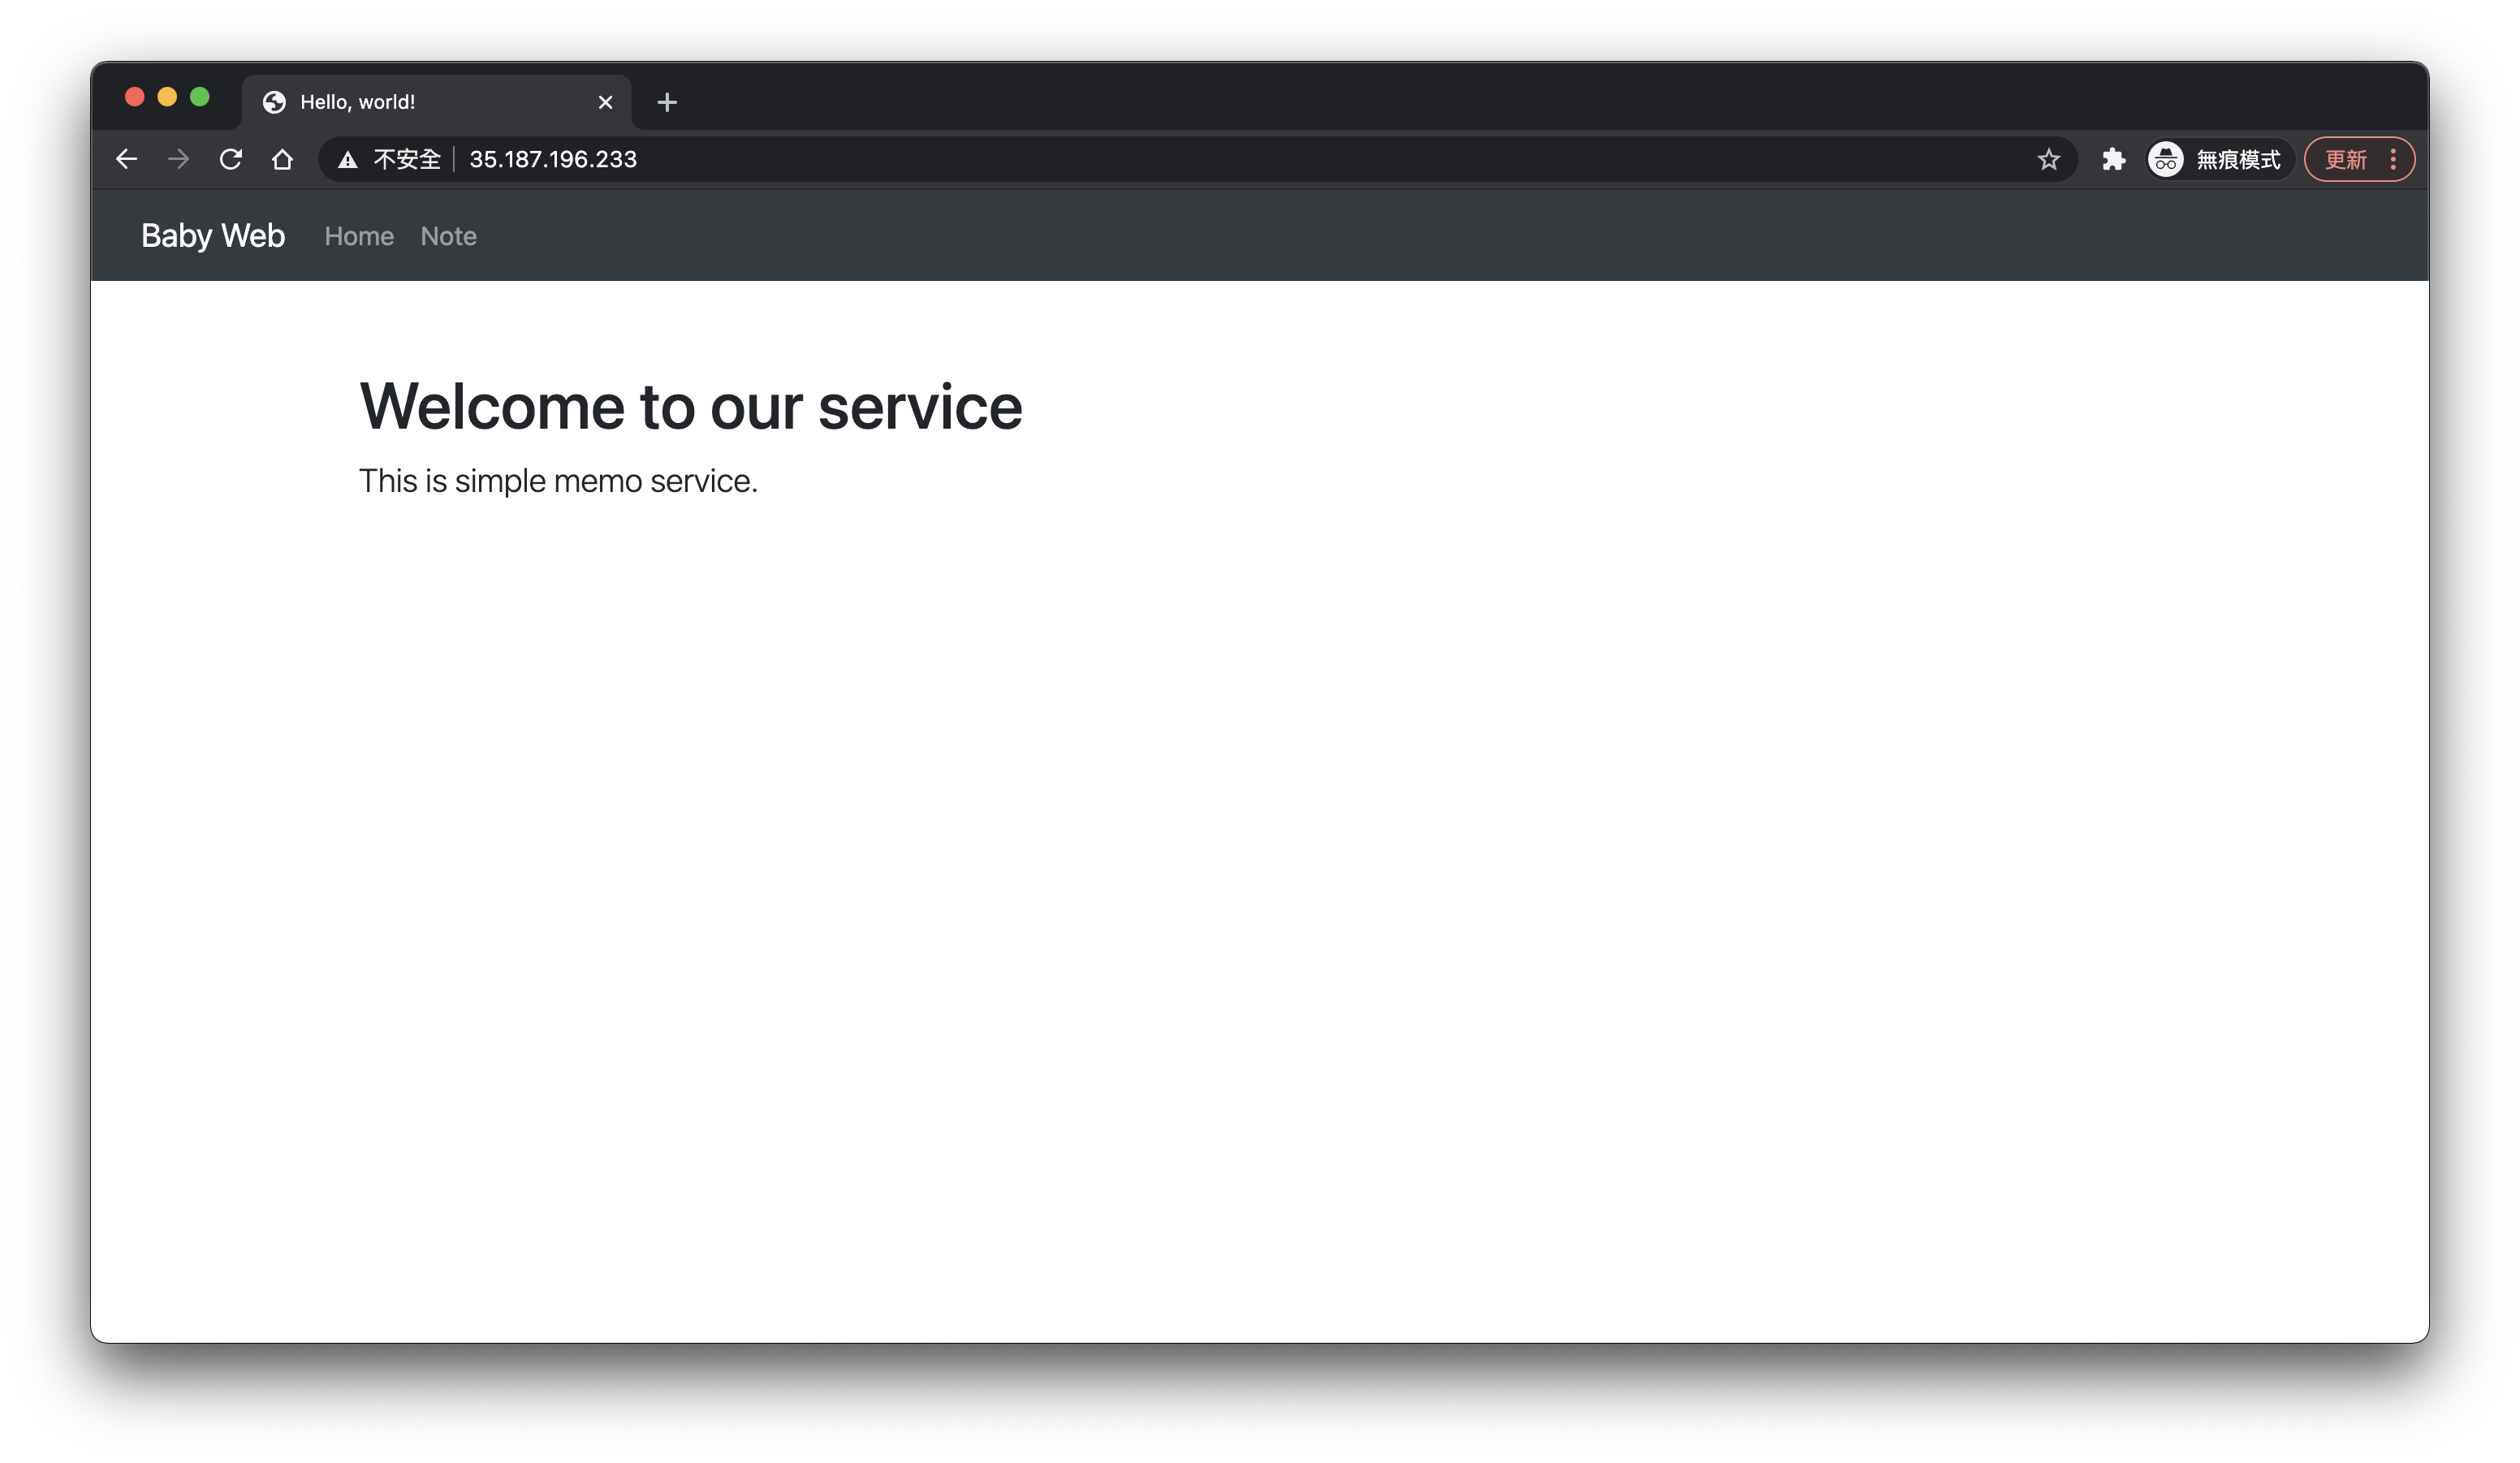 Hello, world!
不安全 35.187.196.233 無痕模式 更新
Baby Web Home Note
Welcome to our service
This is simple memo service.